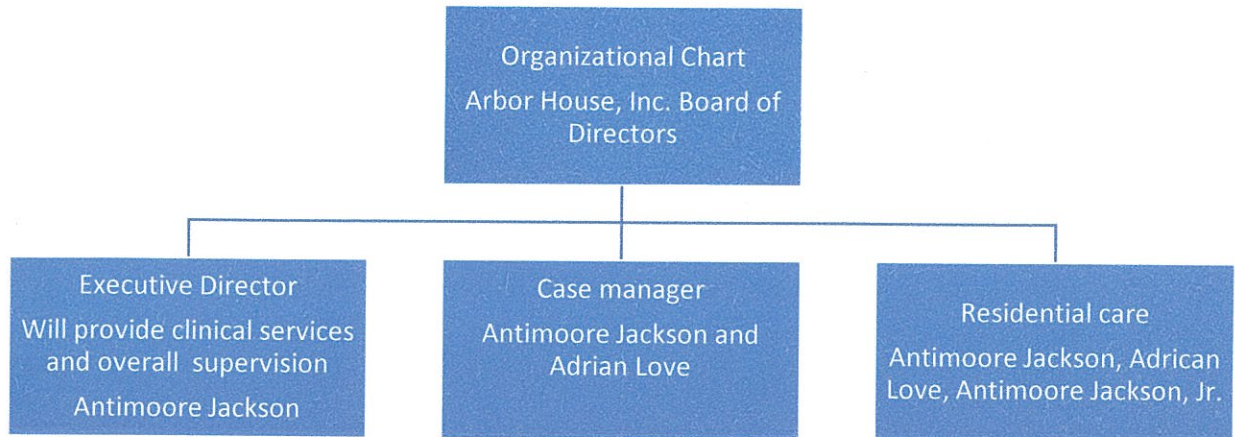 Organizational Chart
Arbor House, Inc. Board of
Directors
Executive Director
Will provide clinical services
and overall supervision
Antimoore Jackson
Case manager
Antimoore Jackson and
Adrian Love
Residential care
Antimoore Jackson, Adrican
Love, Antimoore Jackson, Jr.